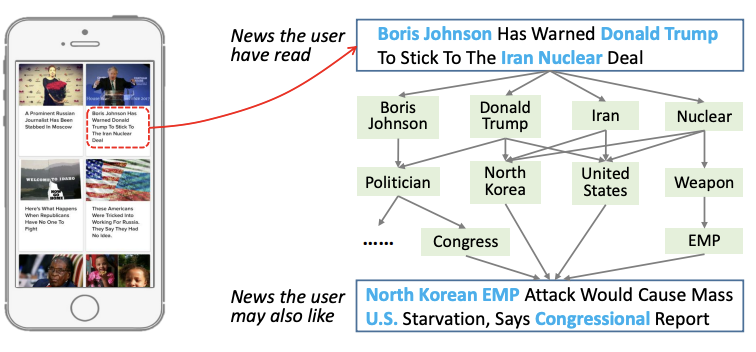 News the user
have read
Boris Johnson Has Warned Donald Trump
To Stick To The Iran Nuclear Deal
A Prominent Russian
Journalist Has Been
Stabbed In Moscow
Boris Johnson Has
Warned Donald
Trump To Stick To
The Iran Nuclear
Deal
WELCOME TO IDAHO
Here's What Happens
When Republicans
Have No One To
Fight
These Americans
Were Tricked Into
Working For Russia.
They Say They Had
No Idea.
Boris
Johnson
Donald
Trump
Iran
Nuclear
Politician
North
Korea
United
States
Weapon
……
Congress
EMP
News the user
may also like
North Korean EMP Attack Would Cause Mass
U.S. Starvation, Says Congressional Report